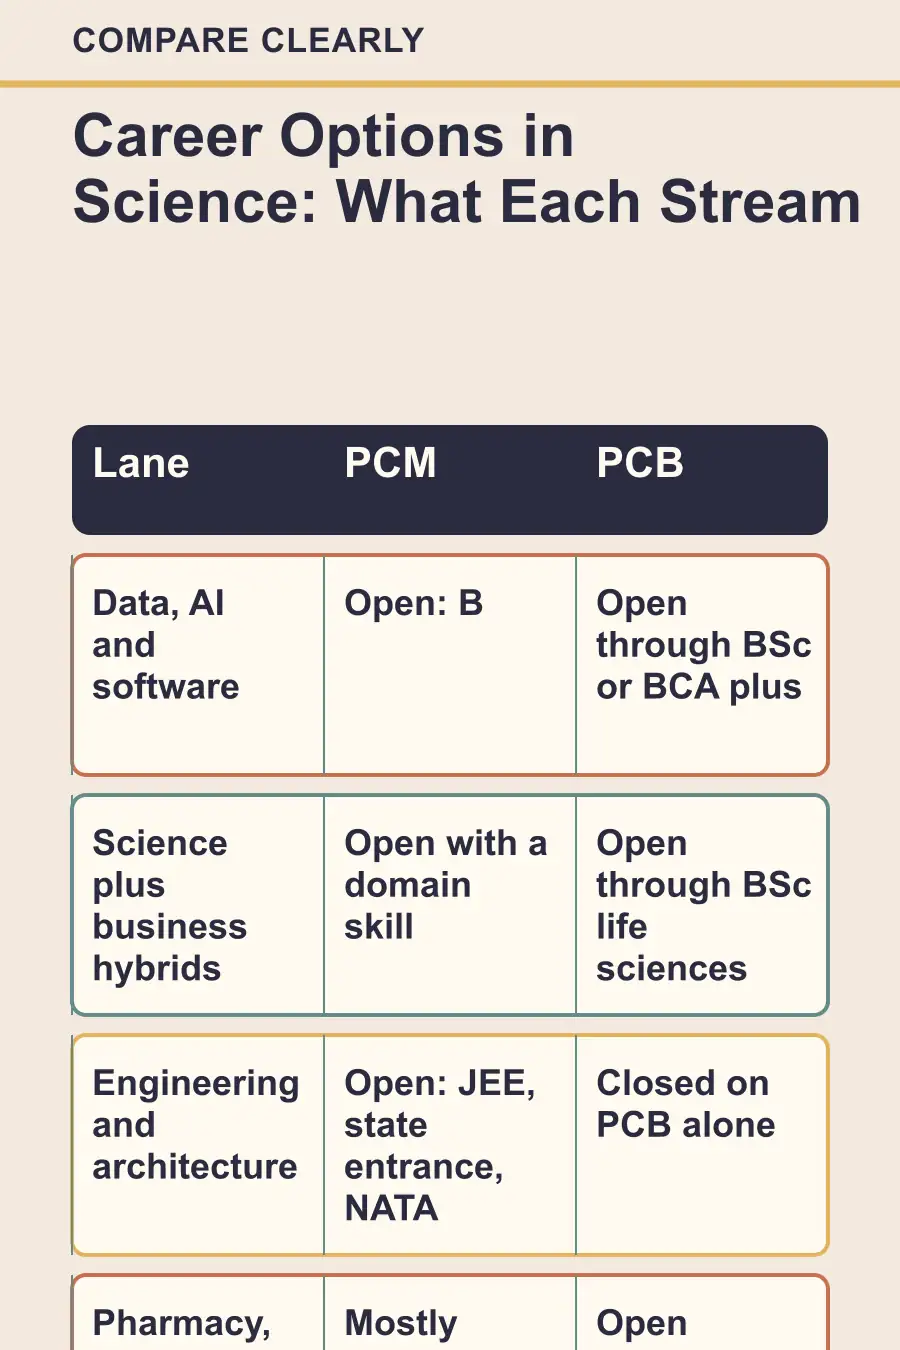 COMPARE CLEARLY
Career Options in
Science: What Each Stream
Lane PCM PCB
Data, AI
and
software
Open: B
Open
through BSc
or BCA plus
Science
plus
business
hybrids
Open with a
domain
skill
Open
through BSc
life
sciences
Engineering
and
architecture
Open: JEE,
state
entrance,
NATA
Closed on
PCB alone
Pharmacy,
Mostly
Open